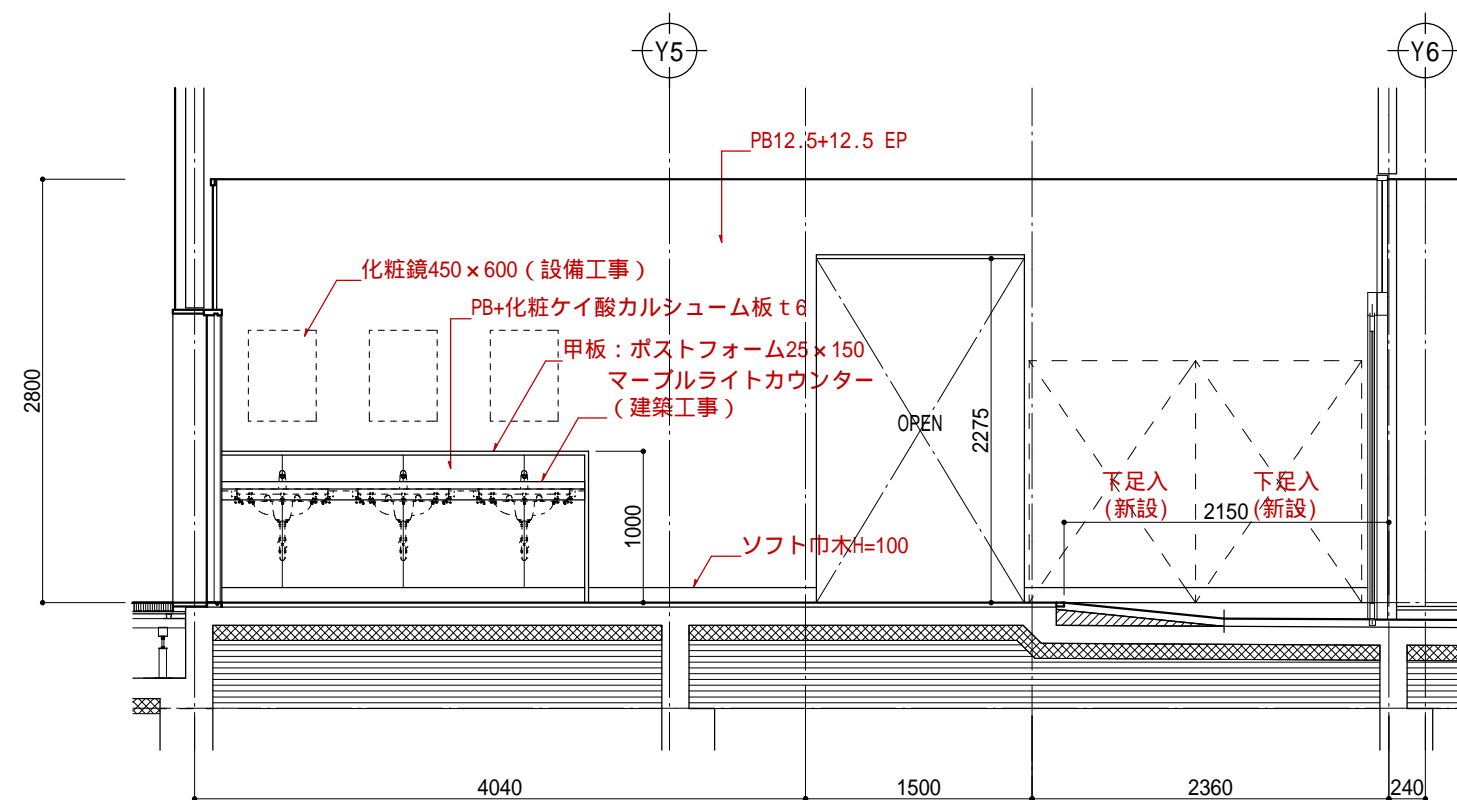 Y5
Y6
PB12.5+12.5 EP
化粧鏡450×600(設備工事)
PB+化粧ケイ酸カルシューム板t6
甲板:ポストフォーム25×150
マーブルライトカウンター
(建築工事)
2800
OPEN
2275
下足入
(新設)
下足入
(新設)
2150
1000
ソフト巾木H=100
4040
1500
2360
240